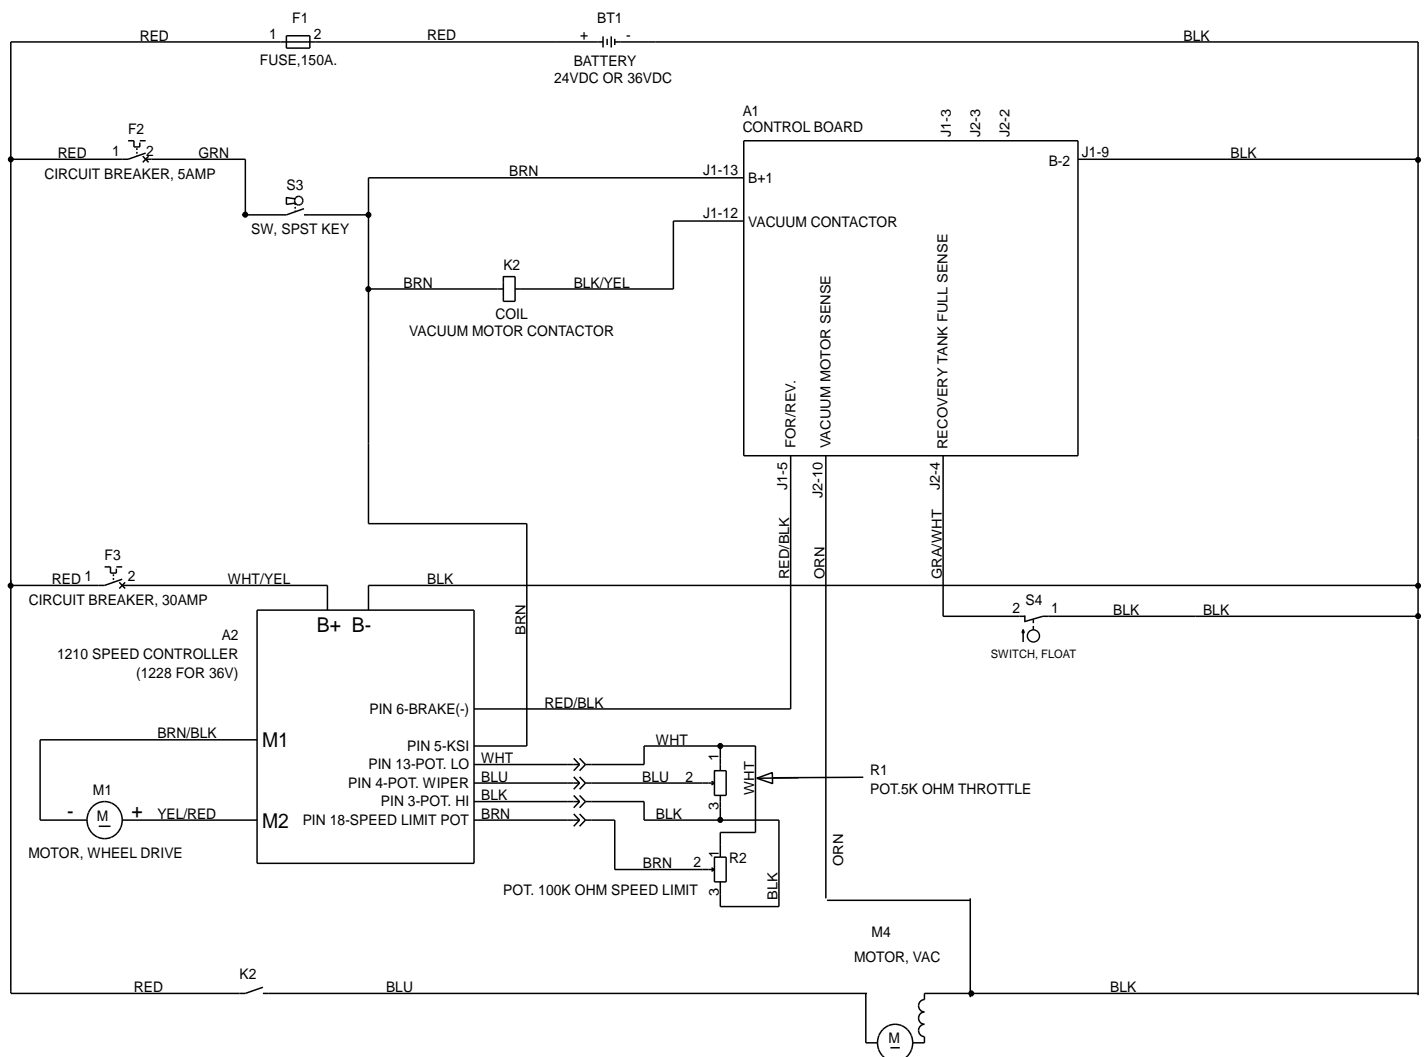 F1
BT1
RED
1
2
RED
+
-
BLK
FUSE,150A.
BATTERY
24VDC OR 36VDC
A1
CONTROL BOARD
J1-3
J2-3
J2-2
F2
RED
1
2
GRN
CIRCUIT BREAKER, 5AMP
BRN
J1-13
B+1
B-2
J1-9
BLK
S3
SW, SPST KEY
J1-12
VACUUM CONTACTOR
K2
BRN
BLK/YEL
COIL
VACUUM MOTOR CONTACTOR
FOR/REV.
VACUUM MOTOR SENSE
RECOVERY TANK FULL SENSE
J1-5
J2-10
J2-4
RED/BLK
ORN
GRA/WHT
F3
RED
1
2
WHT/YEL
BLK
CIRCUIT BREAKER, 30AMP
BRN
B+
B-
S4
2
1
BLK
BLK
SWITCH, FLOAT
A2
1210 SPEED CONTROLLER
(1228 FOR 36V)
PIN 6-BRAKE(-)
RED/BLK
BRN/BLK
M1
PIN 5-KSI
WHT
PIN 13-POT. LO
WHT
1
PIN 4-POT. WIPER
BLU
BLU
2
WHT
R1
POT.5K OHM THROTTLE
PIN 3-POT. HI
BLK
BLK
3
M1
-
M
+
YEL/RED
M2
PIN 18-SPEED LIMIT POT
BRN
MOTOR, WHEEL DRIVE
BRN
2
1
R2
3
BLK
POT. 100K OHM SPEED LIMIT
ORN
M4
MOTOR, VAC
RED
K2
BLU
BLK
M